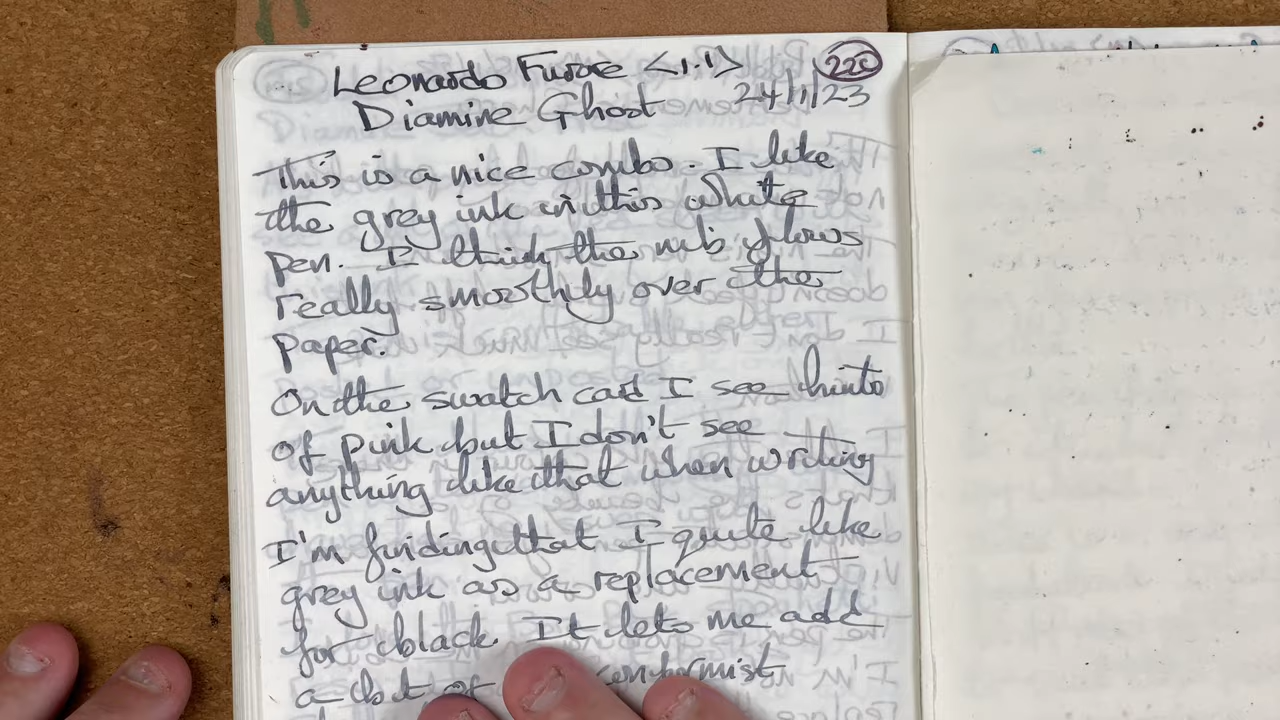 Leonardo Furore <1.1>
Diamine Ghost 24/1/23
This is a nice combo. I like
the grey ink in this white
pen. I think the nib flows
really smoothly over the
paper.
On the swatch card I see hints
of pink but I don't see
anything like that when writing
I'm finding that I quite like
grey ink as a replacement
for black. It lets me add
a bit of